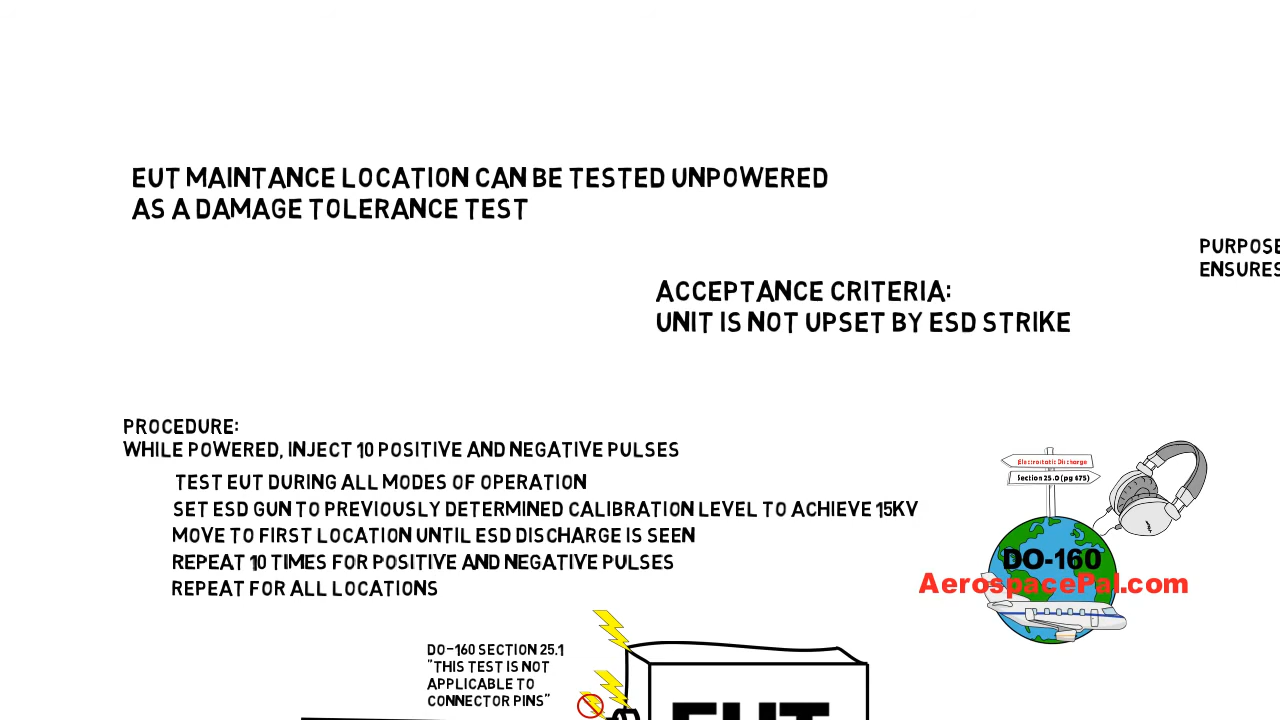 EUT MAINTANCE LOCATION CAN BE TESTED UNPOWERED
AS A DAMAGE TOLERANCE TEST
PURPOSE
ENSURES
ACCEPTANCE CRITERIA:
UNIT IS NOT UPSET BY ESD STRIKE
PROCEDURE:
WHILE POWERED, INJECT 10 POSITIVE AND NEGATIVE PULSES
TEST EUT DURING ALL MODES OF OPERATION
SET ESD GUN TO PREVIOUSLY DETERMINED CALIBRATION LEVEL TO ACHIEVE 15KV
MOVE TO FIRST LOCATION UNTIL ESD DISCHARGE IS SEEN
REPEAT 10 TIMES FOR POSITIVE AND NEGATIVE PULSES
REPEAT FOR ALL LOCATIONS
Electrostatic Discharge
Section 25.0 (pg 475)
DO-160
AerospacePal.com
DO-160 SECTION 25.1
"THIS TEST IS NOT
APPLICABLE TO
CONNECTOR PINS"
EUT